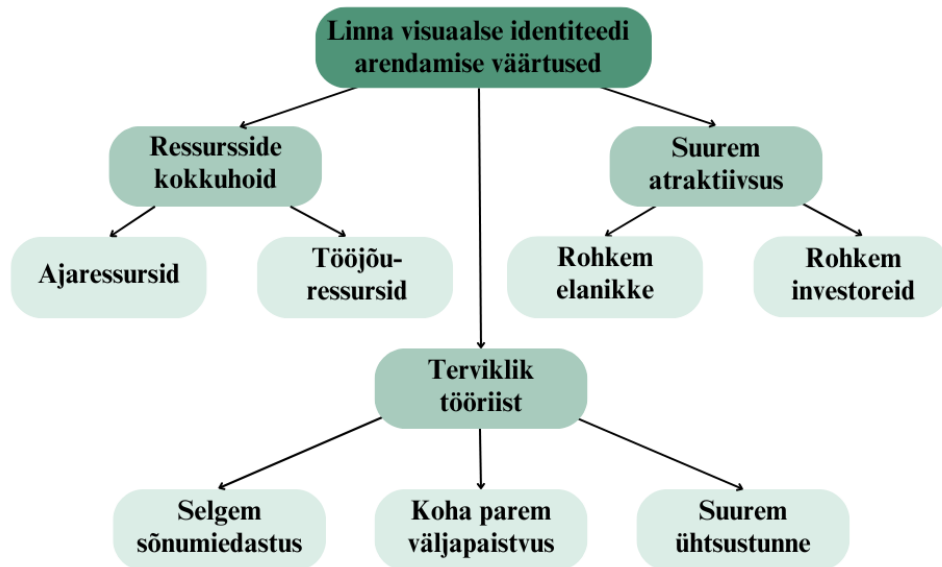 Linna visuaalse identiteedi
arendamise väärtused
Ressursside
kokkuhoid
Suurem
atraktiivsus
Ajaressursid
Tööjõu-
ressursid
Rohkem
elanikke
Rohkem
investoreid
Terviklik
tööriist
Selgem
sõnumiedastus
Koha parem
väljapaistvus
Suurem
ühtsustunne